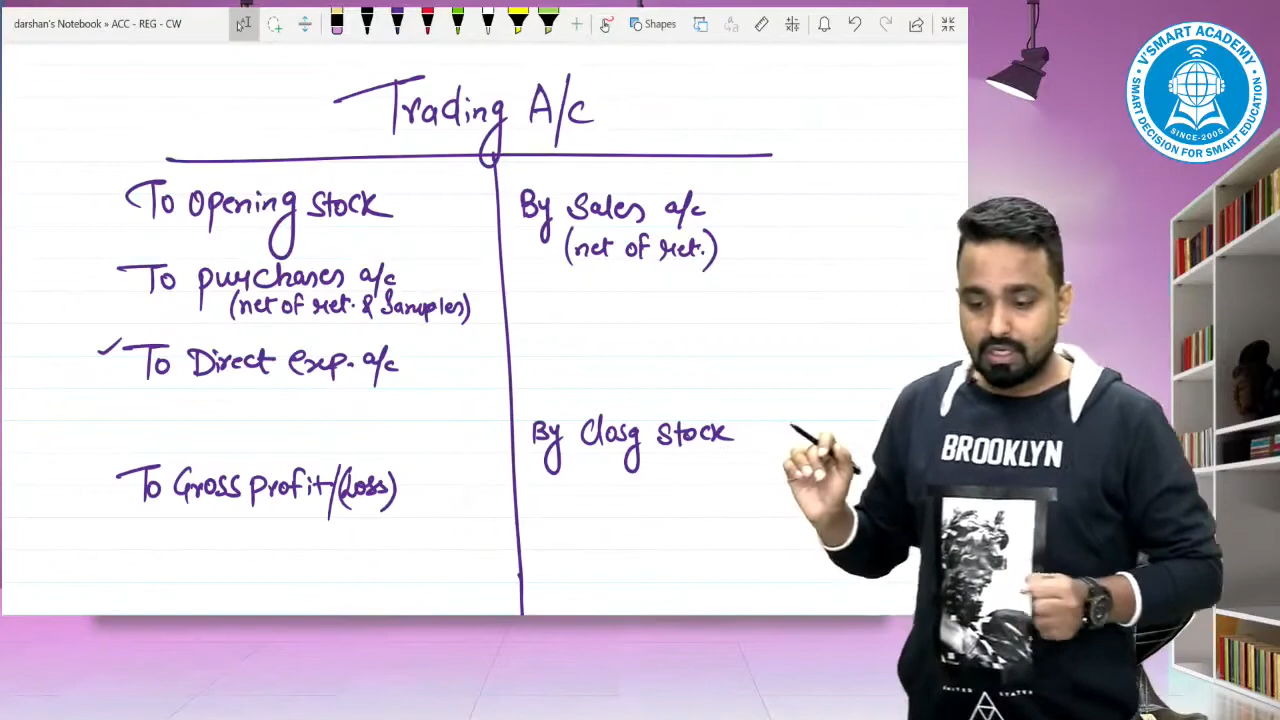 darshan's Notebook » ACC - REG - CW
Shapes
Trading A/c
To Opening stock
To purchases a/c
(net of ret. & Samples)
To Direct exp. a/c
To Gross profit/(Loss)
By Sales a/c
(net of ret.)
By Closg stock
V'SMART ACADEMY
SINCE-2005
SMART DECISION FOR SMART EDUCATION
BROOKLYN
UNITED STATES